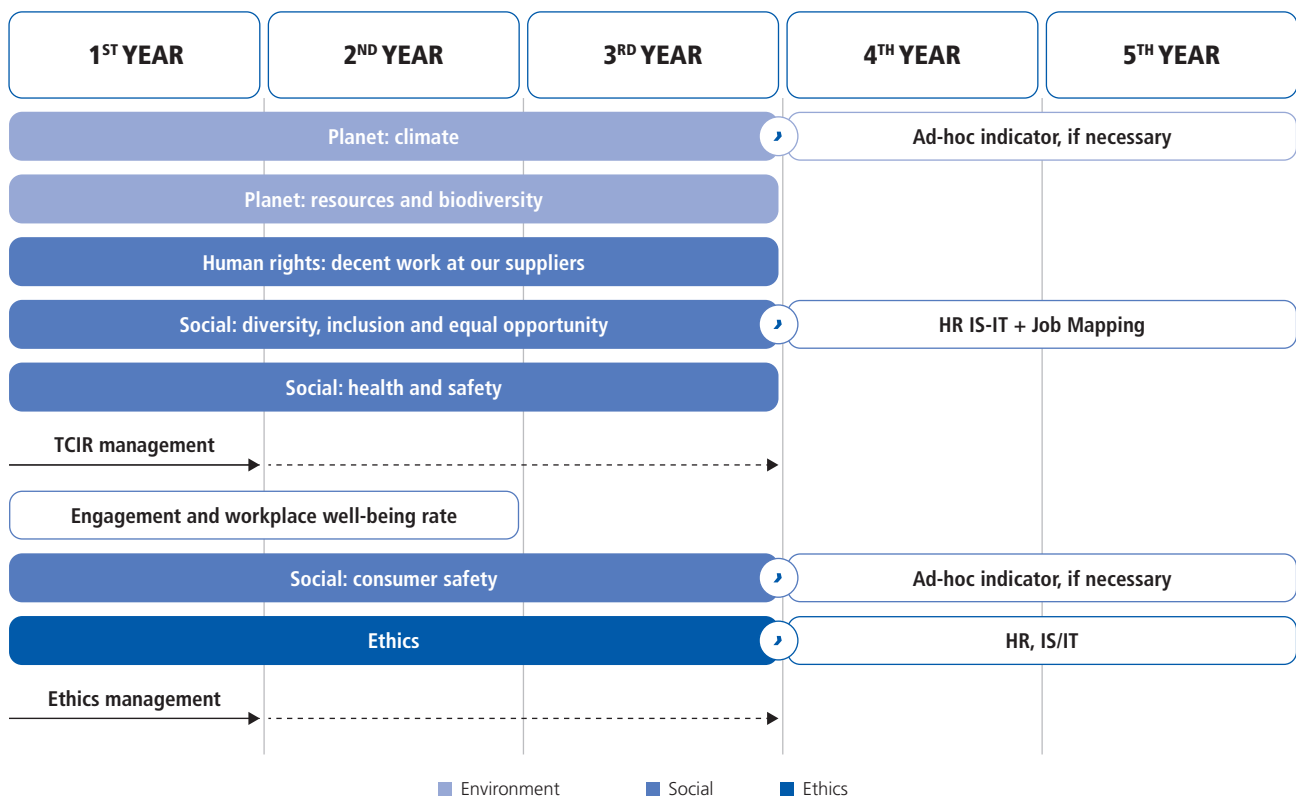 1ST YEAR
2ND YEAR
3RD YEAR
4TH YEAR
5TH YEAR
Planet: climate
Ad-hoc indicator, if necessary
Planet: resources and biodiversity
Human rights: decent work at our suppliers
Social: diversity, inclusion and equal opportunity
HR IS-IT + Job Mapping
Social: health and safety
TCIR management
Engagement and workplace well-being rate
Social: consumer safety
Ad-hoc indicator, if necessary
Ethics
HR, IS/IT
Ethics management
Environment
Social
Ethics